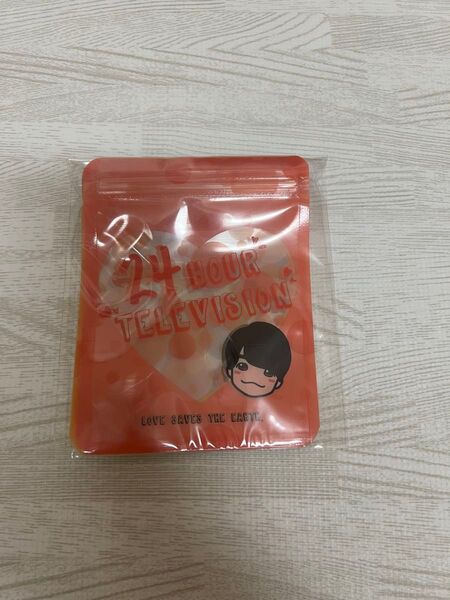 24 HOUR
TELEVISION
LOVE SAVES THE EARTH.